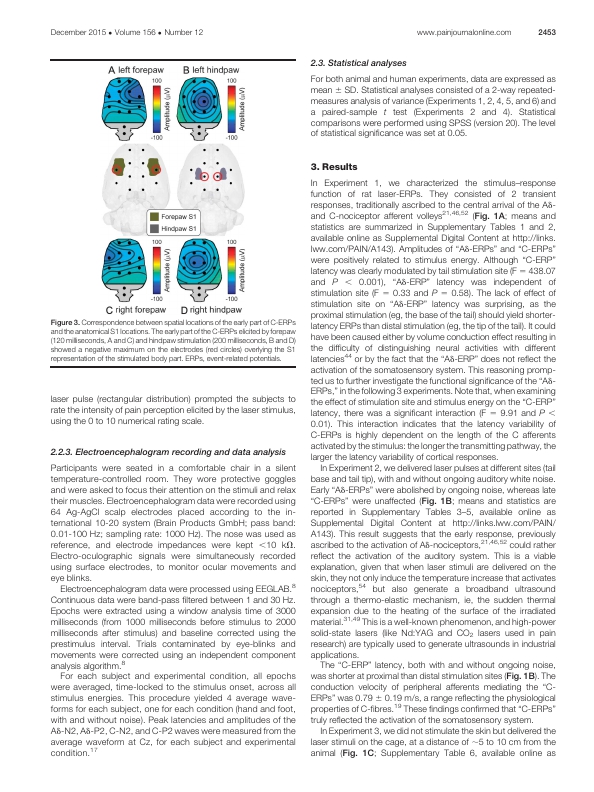 December 2015 • Volume 156 • Number 12
www.painjournalonline.com
2453
A left forepaw
B left hindpaw
100
Amplitude (μV)
-100
100
Amplitude (μV)
-100
Forepaw S1
Hindpaw S1
100
Amplitude (μV)
-100
100
Amplitude (μV)
-100
C right forepaw
D right hindpaw
Figure 3. Correspondence between spatial locations of the early part of C-ERPs
and the anatomical S1 locations. The early part of the C-ERPs elicited by forepaw
(120 milliseconds, A and C) and hindpaw stimulation (200 milliseconds, B and D)
showed a negative maximum on the electrodes (red circles) overlying the S1
representation of the stimulated body part. ERPs, event-related potentials.
laser pulse (rectangular distribution) prompted the subjects to
rate the intensity of pain perception elicited by the laser stimulus,
using the 0 to 10 numerical rating scale.
2.2.3. Electroencephalogram recording and data analysis
Participants were seated in a comfortable chair in a silent
temperature-controlled room. They wore protective goggles
and were asked to focus their attention on the stimuli and relax
their muscles. Electroencephalogram data were recorded using
64 Ag-AgCl scalp electrodes placed according to the in-
ternational 10-20 system (Brain Products GmbH; pass band:
0.01-100 Hz; sampling rate: 1000 Hz). The nose was used as
reference, and electrode impedances were kept <10 kΩ.
Electro-oculographic signals were simultaneously recorded
using surface electrodes, to monitor ocular movements and
eye blinks.
Electroencephalogram data were processed using EEGLAB.8
Continuous data were band-pass filtered between 1 and 30 Hz.
Epochs were extracted using a window analysis time of 3000
milliseconds (from 1000 milliseconds before stimulus to 2000
milliseconds after stimulus) and baseline corrected using the
prestimulus interval. Trials contaminated by eye-blinks and
movements were corrected using an independent component
analysis algorithm.8
For each subject and experimental condition, all epochs
were averaged, time-locked to the stimulus onset, across all
stimulus energies. This procedure yielded 4 average wave-
forms for each subject, one for each condition (hand and foot,
with and without noise). Peak latencies and amplitudes of the
Aδ-N2, Aδ-P2, C-N2, and C-P2 waves were measured from the
average waveform at Cz, for each subject and experimental
condition.17
2.3. Statistical analyses
For both animal and human experiments, data are expressed as
mean ± SD. Statistical analyses consisted of a 2-way repeated-
measures analysis of variance (Experiments 1, 2, 4, 5, and 6) and
a paired-sample t test (Experiments 2 and 4). Statistical
comparisons were performed using SPSS (version 20). The level
of statistical significance was set at 0.05.
3. Results
In Experiment 1, we characterized the stimulus–response
function of rat laser-ERPs. They consisted of 2 transient
responses, traditionally ascribed to the central arrival of the Aδ-
and C-nociceptor afferent volleys21,46,52 (Fig. 1A; means and
statistics are summarized in Supplementary Tables 1 and 2,
available online as Supplemental Digital Content at http://links.
lww.com/PAIN/A143). Amplitudes of “Aδ-ERPs” and “C-ERPs”
were positively related to stimulus energy. Although “C-ERP”
latency was clearly modulated by tail stimulation site (F = 438.07
and P < 0.001), “Aδ-ERP” latency was independent of
stimulation site (F = 0.33 and P = 0.58). The lack of effect of
stimulation site on “Aδ-ERP” latency was surprising, as the
proximal stimulation (eg, the base of the tail) should yield shorter-
latency ERPs than distal stimulation (eg, the tip of the tail). It could
have been caused either by volume conduction effect resulting in
the difficulty of distinguishing neural activities with different
latencies44 or by the fact that the “Aδ-ERP” does not reflect the
activation of the somatosensory system. This reasoning promp-
ted us to further investigate the functional significance of the “Aδ-
ERPs,” in the following 3 experiments. Note that, when examining
the effect of stimulation site and stimulus energy on the “C-ERP”
latency, there was a significant interaction (F = 9.91 and P <
0.01). This interaction indicates that the latency variability of
C-ERPs is highly dependent on the length of the C afferents
activated by the stimulus: the longer the transmitting pathway, the
larger the latency variability of cortical responses.
In Experiment 2, we delivered laser pulses at different sites (tail
base and tail tip), with and without ongoing auditory white noise.
Early “Aδ-ERPs” were abolished by ongoing noise, whereas late
“C-ERPs” were unaffected (Fig. 1B; means and statistics are
reported in Supplementary Tables 3–5, available online as
Supplemental Digital Content at http://links.lww.com/PAIN/
A143). This result suggests that the early response, previously
ascribed to the activation of Aδ-nociceptors,21,46,52 could rather
reflect the activation of the auditory system. This is a viable
explanation, given that when laser stimuli are delivered on the
skin, they not only induce the temperature increase that activates
nociceptors,54 but also generate a broadband ultrasound
through a thermo-elastic mechanism, ie, the sudden thermal
expansion due to the heating of the surface of the irradiated
material.31,49 This is a well-known phenomenon, and high-power
solid-state lasers (like Nd:YAG and CO2 lasers used in pain
research) are typically used to generate ultrasounds in industrial
applications.
The “C-ERP” latency, both with and without ongoing noise,
was shorter at proximal than distal stimulation sites (Fig. 1B). The
conduction velocity of peripheral afferents mediating the “C-
ERPs” was 0.79 ± 0.19 m/s, a range reflecting the physiological
properties of C-fibres.19 These findings confirmed that “C-ERPs”
truly reflected the activation of the somatosensory system.
In Experiment 3, we did not stimulate the skin but delivered the
laser stimuli on the cage, at a distance of ~5 to 10 cm from the
animal (Fig. 1C; Supplementary Table 6, available online as